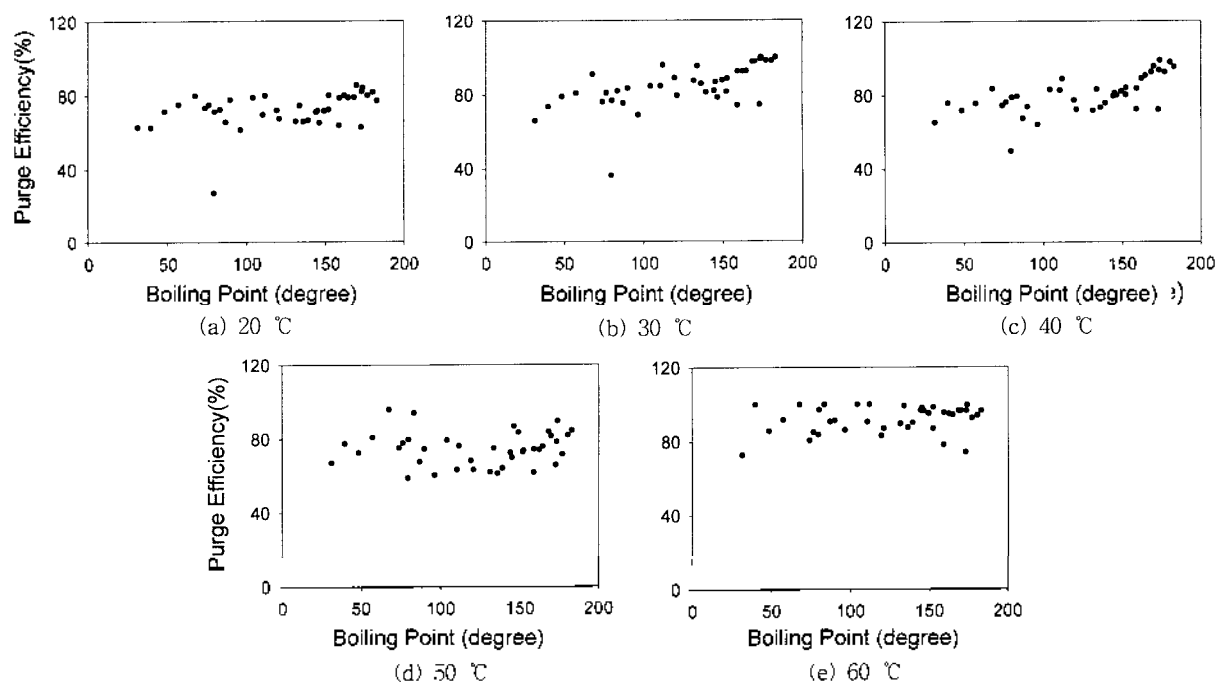 120
80
40
0
Purge Efficiency(%)
0 50 100 150 200
Boiling Point (degree)
(a) 20 ℃
120
80
40
0
0 50 100 150 200
Boiling Point (degree)
(b) 30 ℃
120
80
40
0
0 50 100 150 200
Boiling Point (degree) e)
(c) 40 ℃
120
80
40
0
Purge Efficiency(%)
0 50 100 150 200
Boiling Point (degree)
(d) 50 ℃
120
80
40
0
Purge Efficiency(%)
0 50 100 150 200
Boiling Point (degree)
(e) 60 ℃